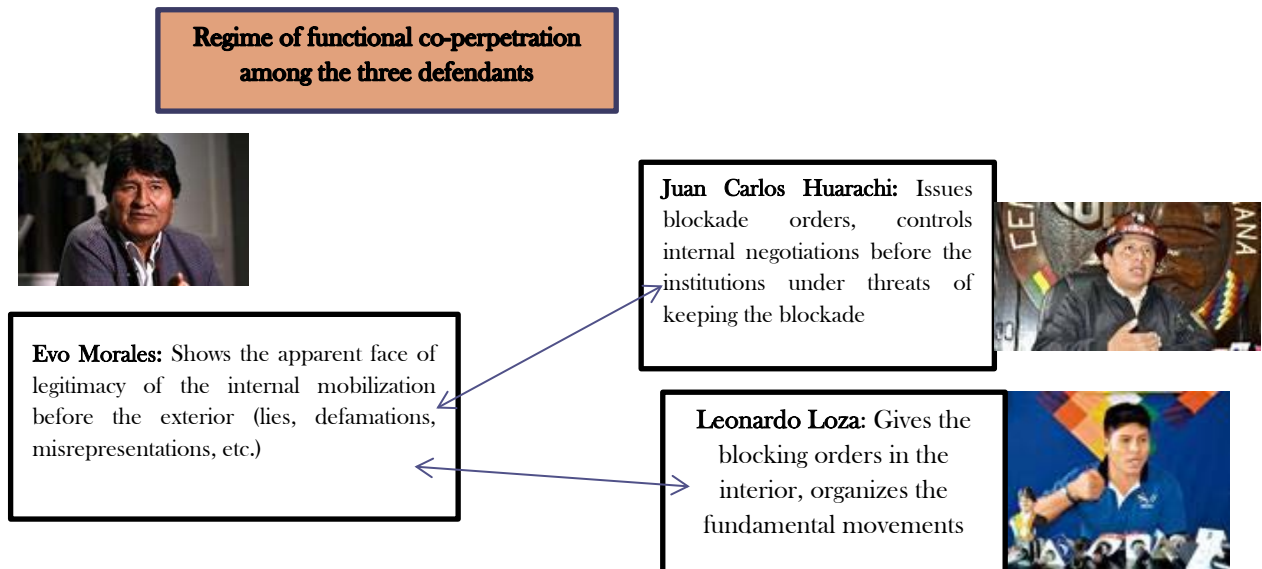 Regime of functional co-perpetration
among the three defendants
Evo Morales: Shows the apparent face of
legitimacy of the internal mobilization
before the exterior (lies, defamations,
misrepresentations, etc.)
Juan Carlos Huarachi: Issues
blockade orders, controls
internal negotiations before the
institutions under threats of
keeping the blockade
CEN
ANA
Leonardo Loza: Gives the
blocking orders in the
interior, organizes the
fundamental movements